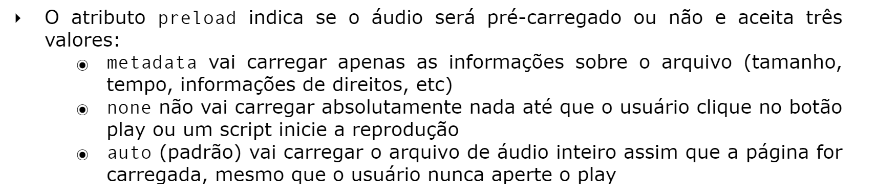 ‣ O atributo preload indica se o áudio será pré-carregado ou não e aceita três
valores:
◉ metadata vai carregar apenas as informações sobre o arquivo (tamanho,
tempo, informações de direitos, etc)
◉ none não vai carregar absolutamente nada até que o usuário clique no botão
play ou um script inicie a reprodução
◉ auto (padrão) vai carregar o arquivo de áudio inteiro assim que a página for
carregada, mesmo que o usuário nunca aperte o play